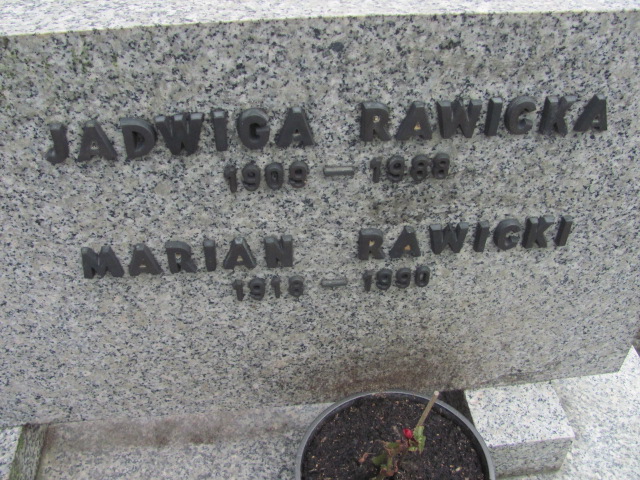 JADWIGA RAWICKA
1909 – 1988
MARIAN RAWICKI
1918 – 1990